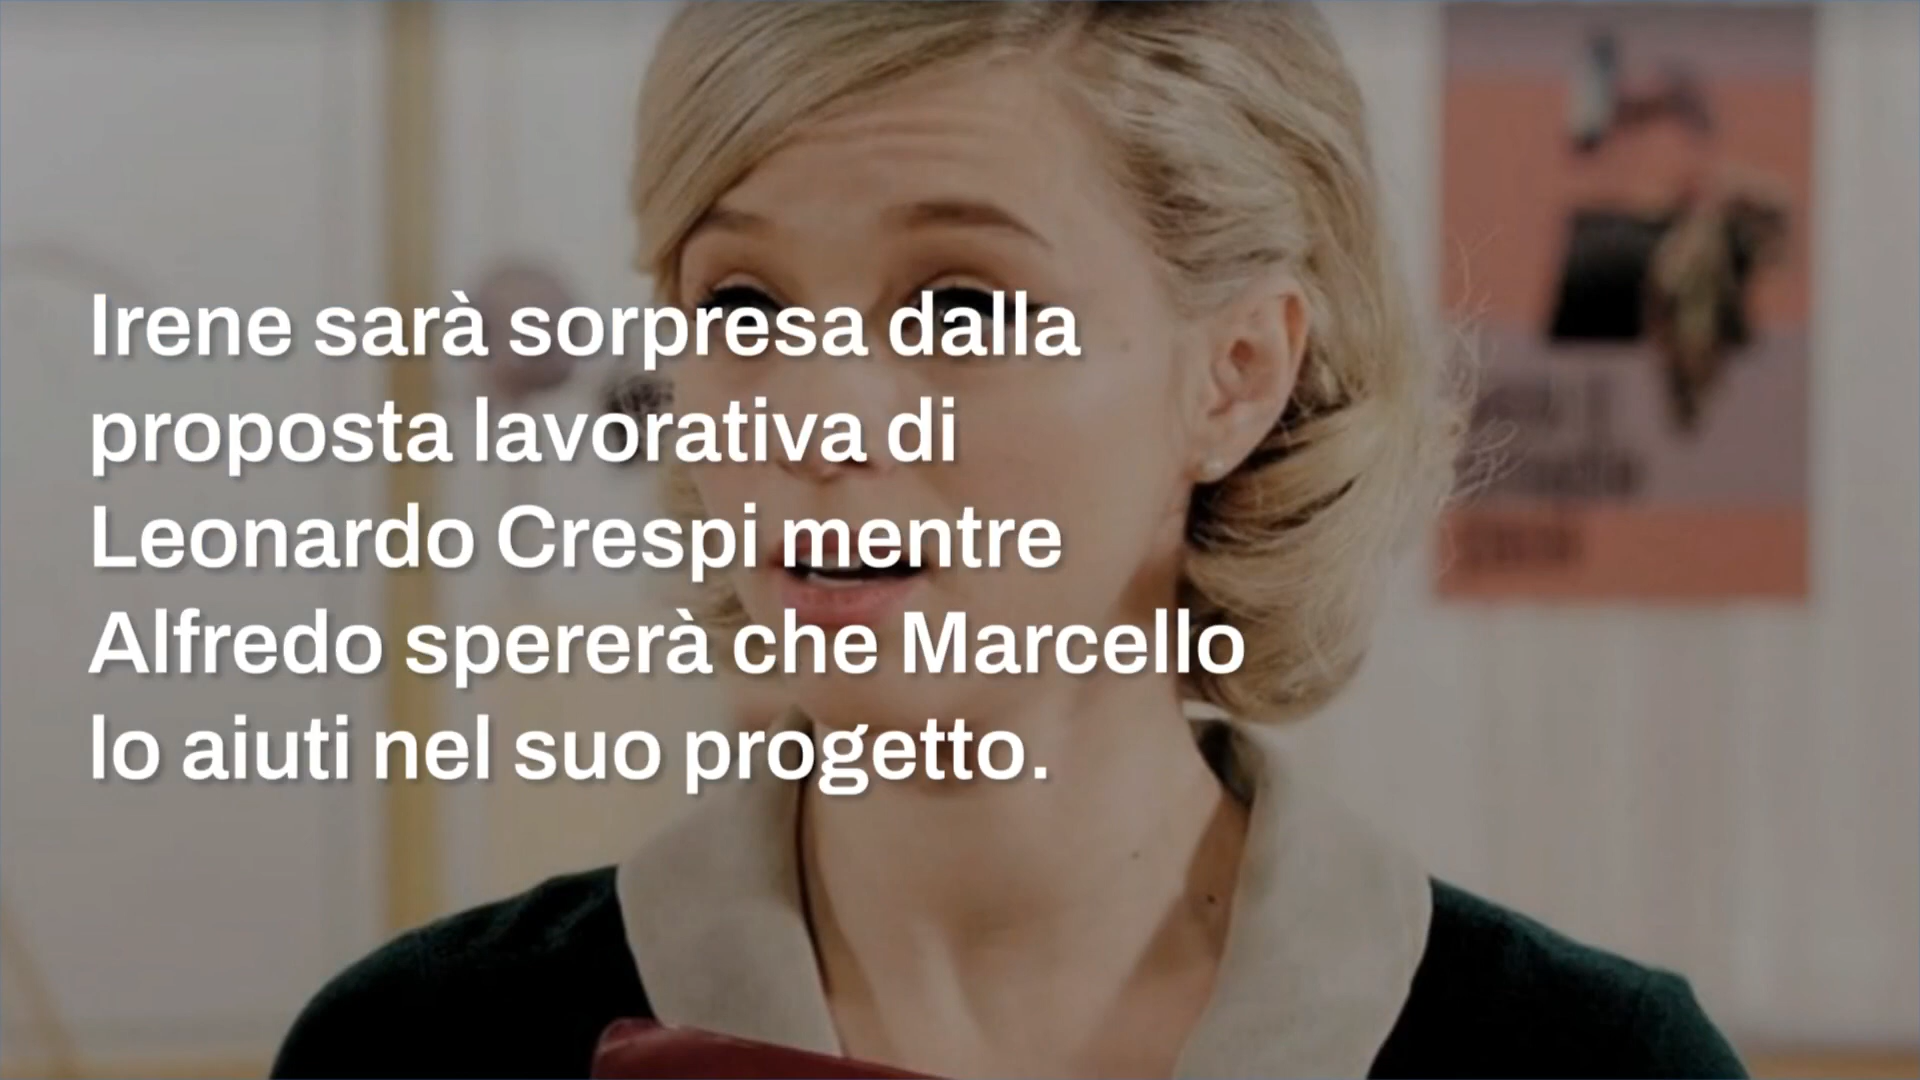 Irene sarà sorpresa dalla
proposta lavorativa di
Leonardo Crespi mentre
Alfredo spererà che Marcello
lo aiuti nel suo progetto.